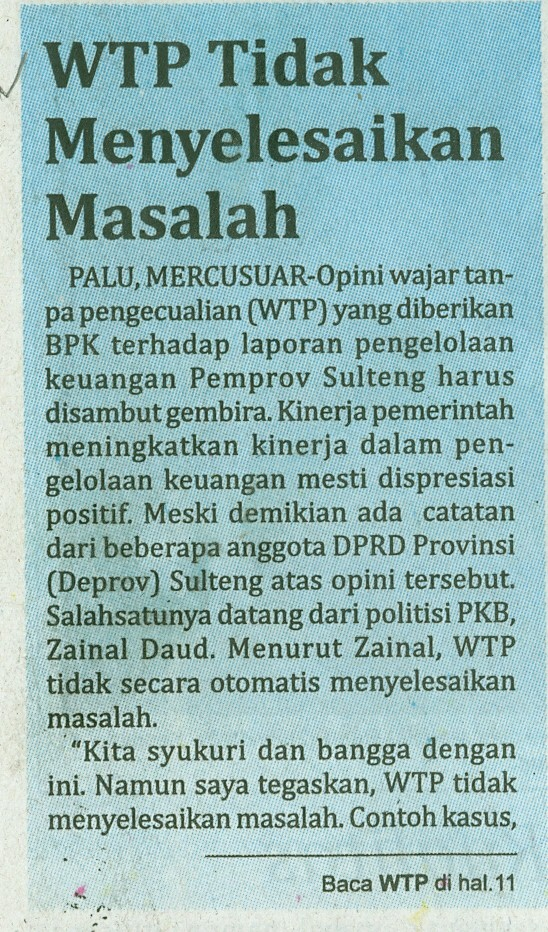 WTP Tidak
Menyelesaikan
Masalah
PALU, MERCUSUAR-Opini wajar tan-
pa pengecualian (WTP) yang diberikan
BPK terhadap laporan pengelolaan
keuangan Pemprov Sulteng harus
disambut gembira. Kinerja pemerintah
meningkatkan kinerja dalam pen-
gelolaan keuangan mesti dispresiasi
positif. Meski demikian ada catatan
dari beberapa anggota DPRD Provinsi
(Deprov) Sulteng atas opini tersebut.
Salahsatunya datang dari politisi PKB,
Zainal Daud. Menurut Zainal, WTP
tidak secara otomatis menyelesaikan
masalah.
“Kita syukuri dan bangga dengan
ini. Namun saya tegaskan, WTP tidak
menyelesaikan masalah. Contoh kasus,
Baca WTP di hal.11